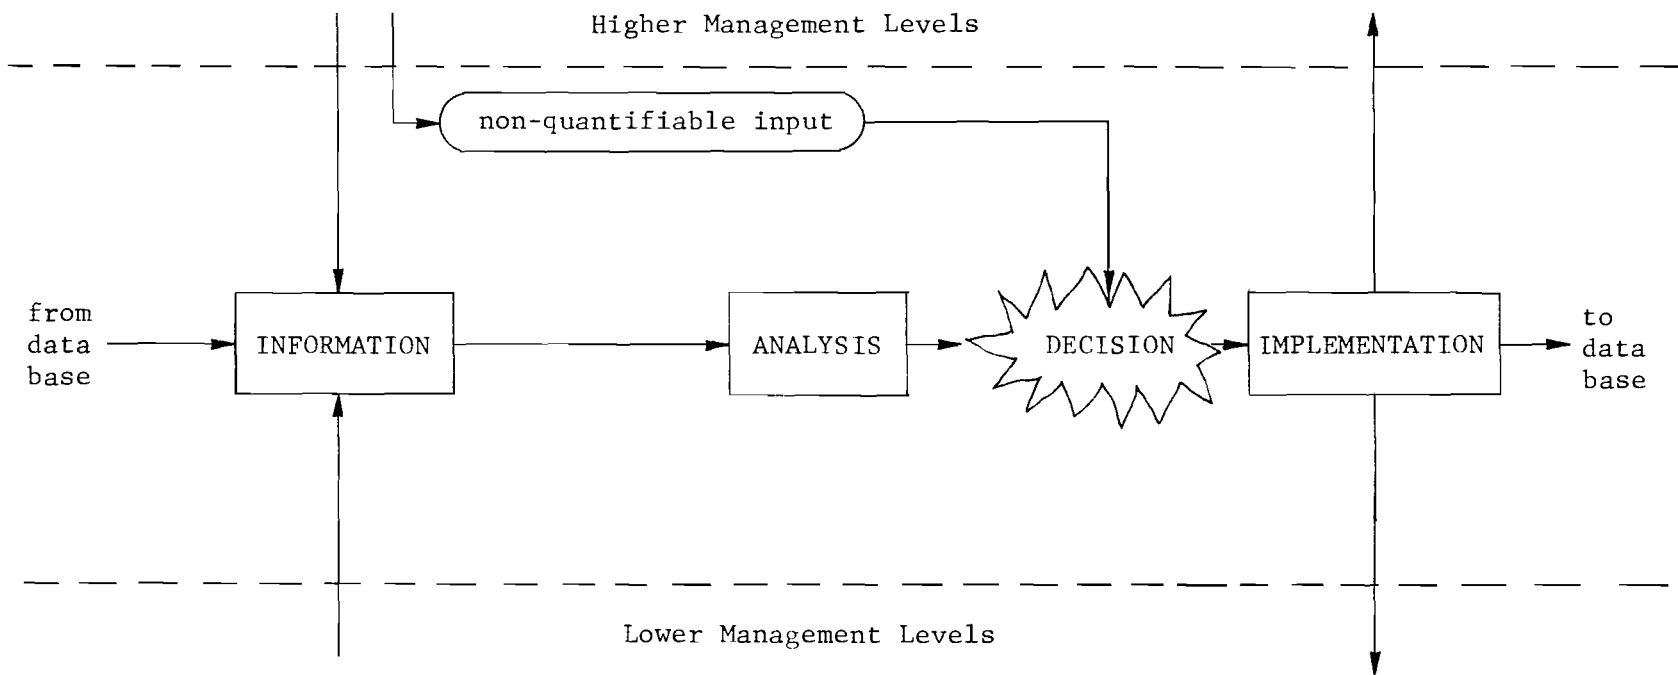 Higher Management Levels
non-quantifiable input
from
data
base
INFORMATION
ANALYSIS
DECISION
IMPLEMENTATION
to
data
base
Lower Management Levels